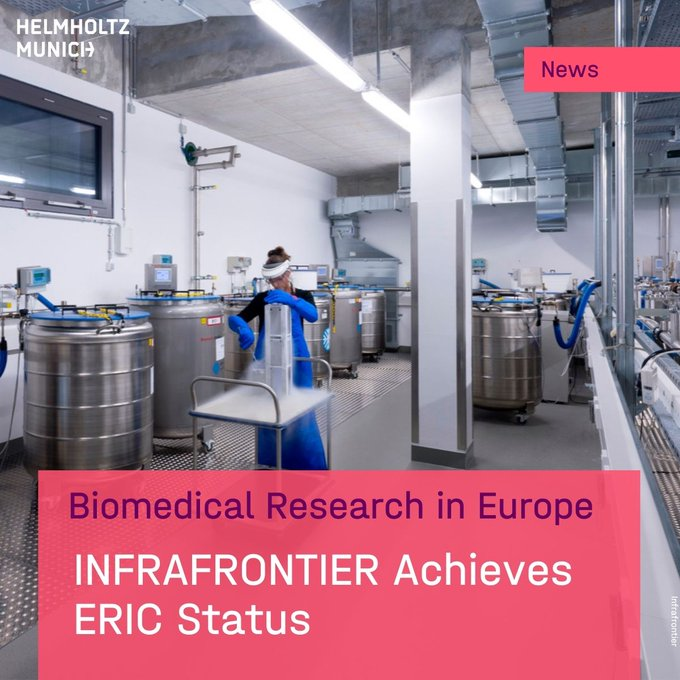 HELMHOLTZ
MUNICH
News
Biomedical Research in Europe
INFRAFRONTIER Achieves
ERIC Status
Infrafrontier